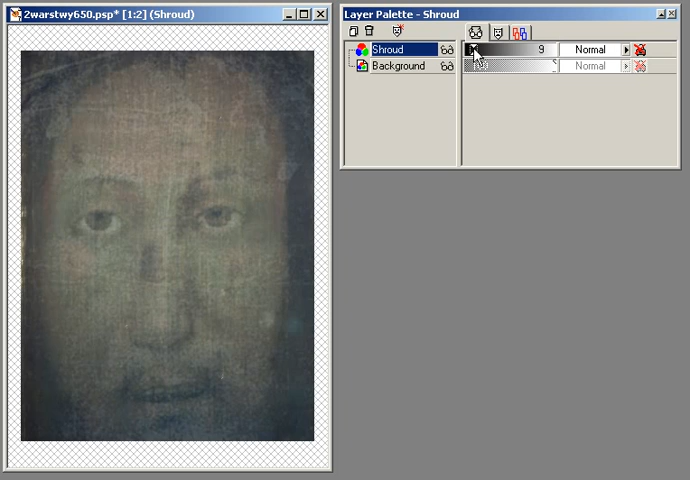 2warstwy650.psp* [1:2] (Shroud)
Layer Palette - Shroud
Shroud 9 Normal
Background Normal